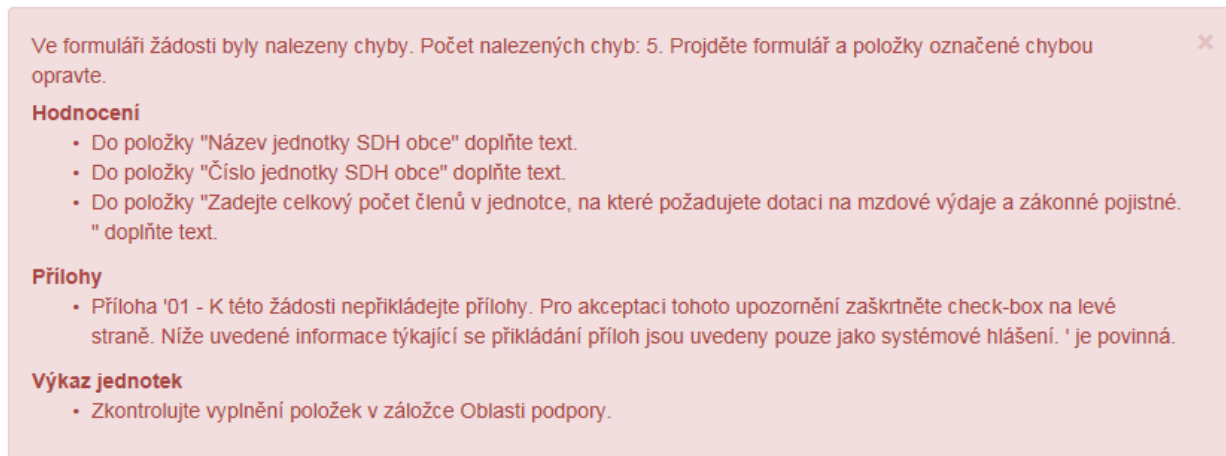 Ve formuláři žádosti byly nalezeny chyby. Počet nalezených chyb: 5. Projděte formulář a položky označené chybou
opravte.
Hodnocení
• Do položky "Název jednotky SDH obce" doplňte text.
• Do položky "Číslo jednotky SDH obce" doplňte text.
• Do položky "Zadejte celkový počet členů v jednotce, na které požadujete dotaci na mzdové výdaje a zákonné pojistné.
" doplňte text.
Přílohy
• Příloha '01 - K této žádosti nepřikládejte přílohy. Pro akceptaci tohoto upozornění zaškrtněte check-box na levé
straně. Níže uvedené informace týkající se přikládání příloh jsou uvedeny pouze jako systémové hlášení. ' je povinná.
Výkaz jednotek
• Zkontrolujte vyplnění položek v záložce Oblasti podpory.